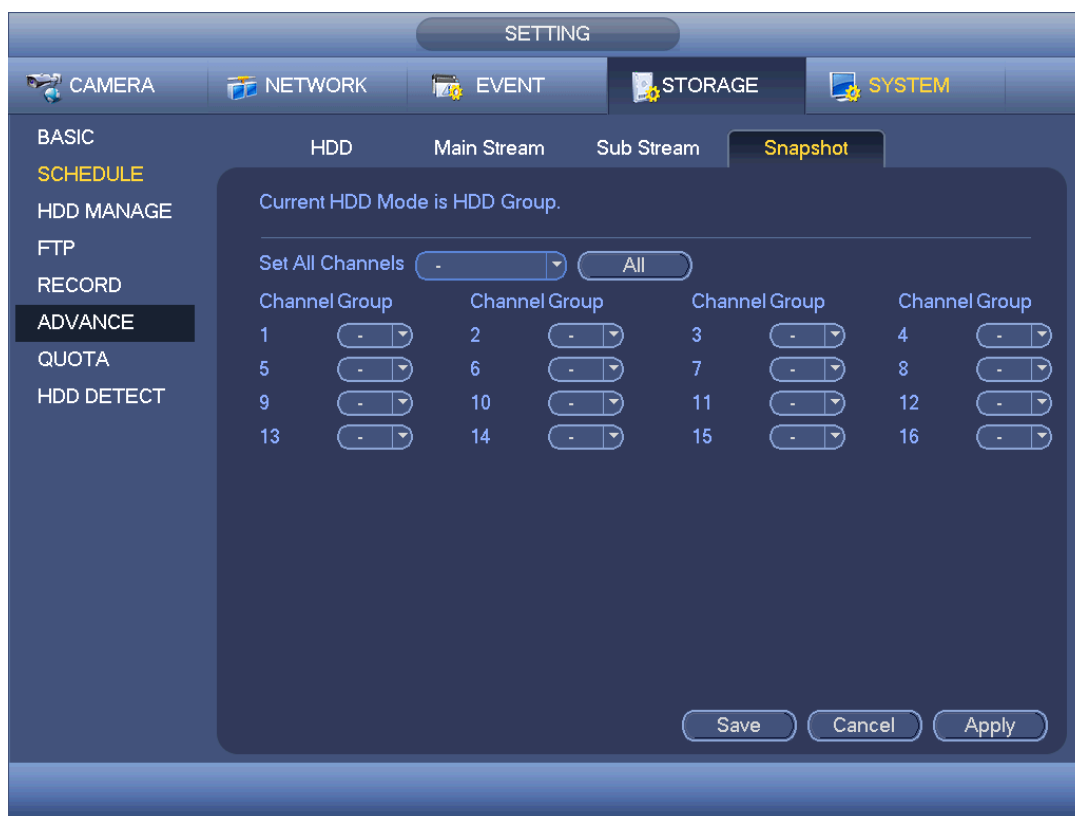 SETTING
CAMERA NETWORK EVENT STORAGE SYSTEM
BASIC
SCHEDULE
HDD MANAGE
FTP
RECORD
ADVANCE
QUOTA
HDD DETECT
HDD Main Stream Sub Stream Snapshot
Current HDD Mode is HDD Group.
Set All Channels - All
Channel Group Channel Group Channel Group Channel Group
1 - 2 - 3 - 4 -
5 - 6 - 7 - 8 -
9 - 10 - 11 - 12 -
13 - 14 - 15 - 16 -
Save Cancel Apply